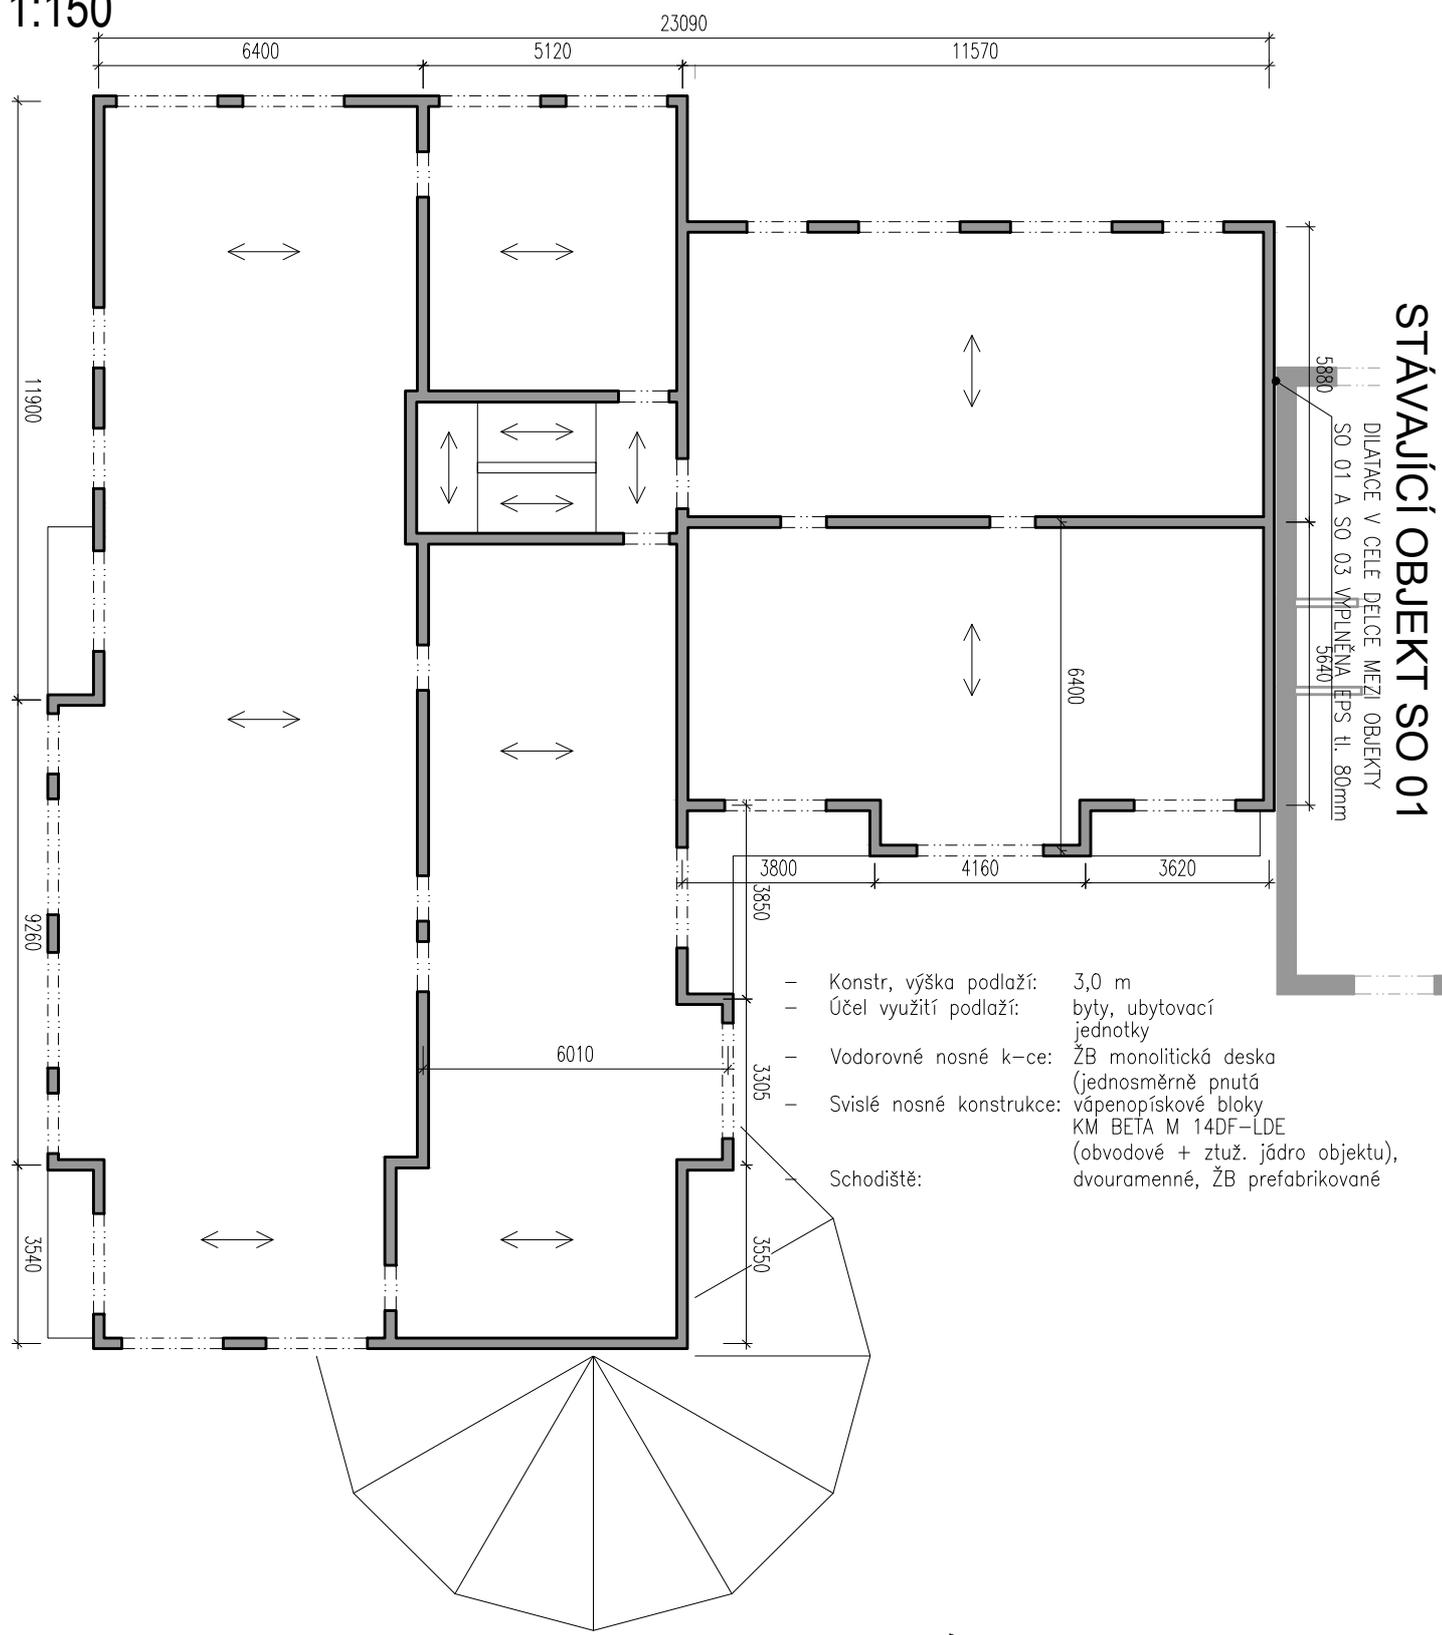 1:150
23090
6400
5120
11570
11900
9260
3540
5880
5640
6400
3800
4160
3620
3850
3305
3550
6010
STÁVAJÍCÍ OBJEKT SO 01
DILATACE V CELÉ DÉLCE MEZI OBJEKTY
SO 01 A SO 03 VYPLNĚNA EPS tl. 80mm
– Konstr, výška podlaží: 3,0 m
– Účel využití podlaží: byty, ubytovací
jednotky
– Vodorovné nosné k-ce: ŽB monolitická deska
(jednosměrně pnutá
– Svislé nosné konstrukce: vápenopískové bloky
KM BETA M 14DF-LDE
(obvodové + ztuž. jádro objektu),
– Schodiště: dvouramenné, ŽB prefabrikované